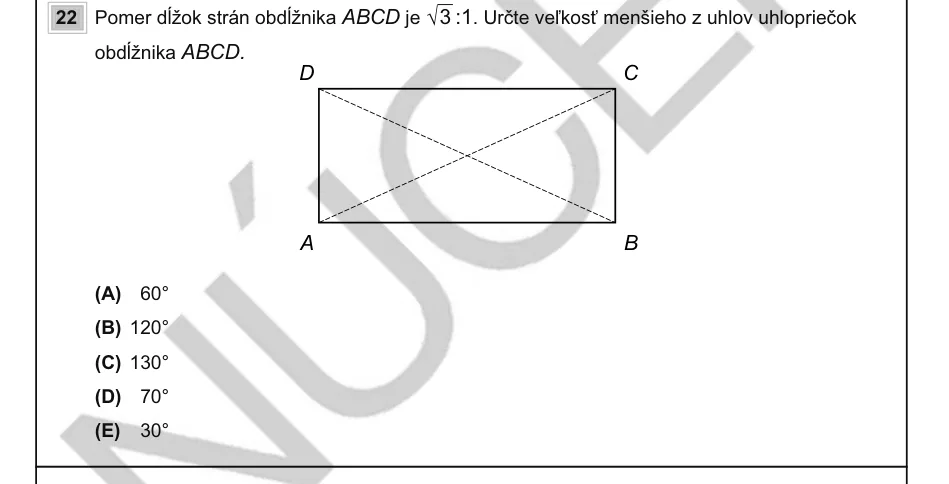 22 Pomer dĺžok strán obdĺžnika ABCD je √3 : 1. Určte veľkosť menšieho z uhlov uhlopriečok
obdĺžnika ABCD.
D C
A B
(A) 60°
(B) 120°
(C) 130°
(D) 70°
(E) 30°